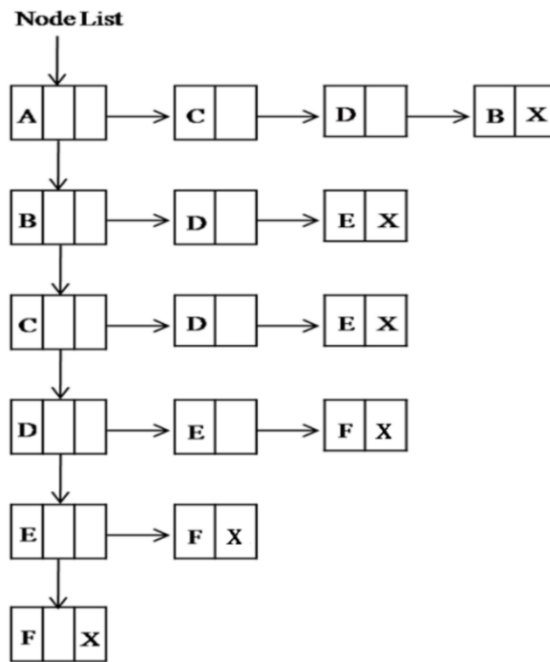 Node List
A C D B X
B D E X
C D E X
D E F X
E F X
F X